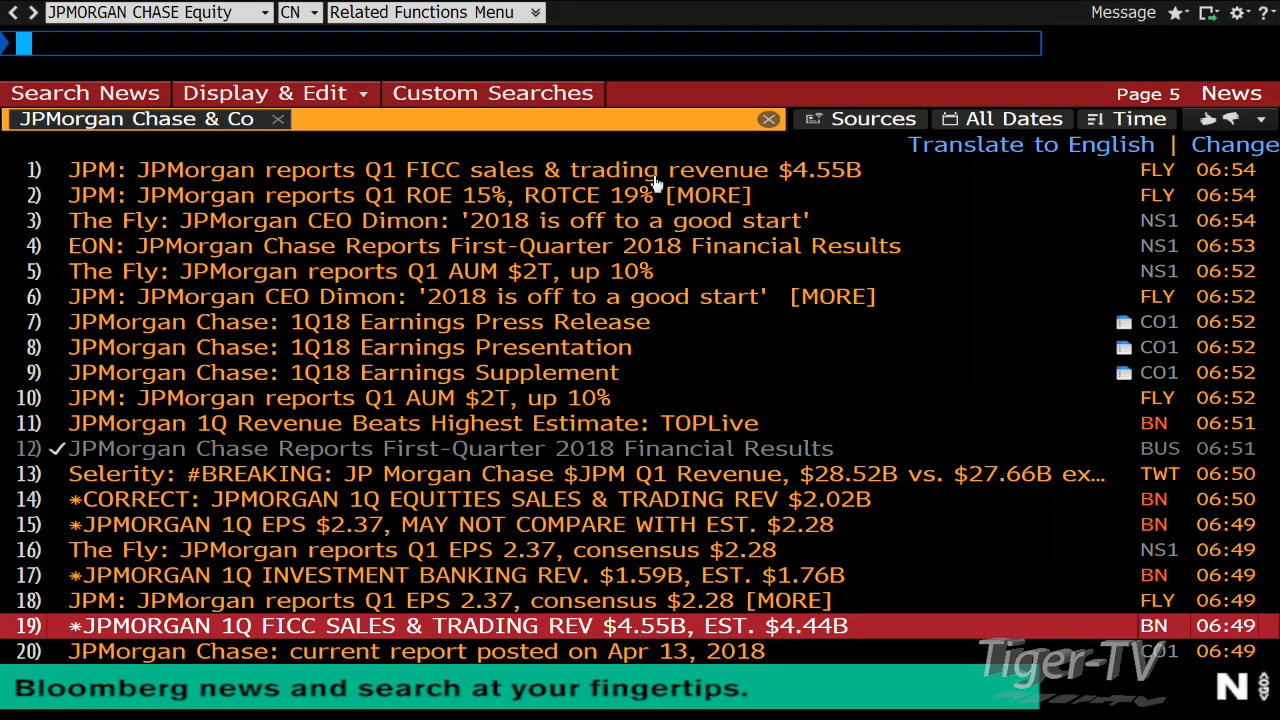 JPMORGAN CHASE Equity CN Related Functions Menu Message ?
Search News Display & Edit Custom Searches Page 5 News
JPMorgan Chase & Co Sources All Dates Time
Translate to English | Change
1) JPM: JPMorgan reports Q1 FICC sales & trading revenue $4.55B FLY 06:54
2) JPM: JPMorgan reports Q1 ROE 15%, ROTCE 19% [MORE] FLY 06:54
3) The Fly: JPMorgan CEO Dimon: '2018 is off to a good start' NS1 06:54
4) EON: JPMorgan Chase Reports First-Quarter 2018 Financial Results NS1 06:53
5) The Fly: JPMorgan reports Q1 AUM $2T, up 10% NS1 06:52
6) JPM: JPMorgan CEO Dimon: '2018 is off to a good start' [MORE] FLY 06:52
7) JPMorgan Chase: 1Q18 Earnings Press Release CO1 06:52
8) JPMorgan Chase: 1Q18 Earnings Presentation CO1 06:52
9) JPMorgan Chase: 1Q18 Earnings Supplement CO1 06:52
10) JPM: JPMorgan reports Q1 AUM $2T, up 10% FLY 06:52
11) JPMorgan 1Q Revenue Beats Highest Estimate: TOPLive BN 06:51
12) ✓JPMorgan Chase Reports First-Quarter 2018 Financial Results BUS 06:51
13) Selerity: #BREAKING: JP Morgan Chase $JPM Q1 Revenue, $28.52B vs. $27.66B ex... TWT 06:50
14) *CORRECT: JPMORGAN 1Q EQUITIES SALES & TRADING REV $2.02B BN 06:50
15) *JPMORGAN 1Q EPS $2.37, MAY NOT COMPARE WITH EST. $2.28 BN 06:49
16) The Fly: JPMorgan reports Q1 EPS 2.37, consensus $2.28 NS1 06:49
17) *JPMORGAN 1Q INVESTMENT BANKING REV. $1.59B, EST. $1.76B BN 06:49
18) JPM: JPMorgan reports Q1 EPS 2.37, consensus $2.28 [MORE] FLY 06:49
19) *JPMORGAN 1Q FICC SALES & TRADING REV $4.55B, EST. $4.44B BN 06:49
20) JPMorgan Chase: current report posted on Apr 13, 2018 CO1 06:49
Tiger-TV
Bloomberg news and search at your fingertips. N